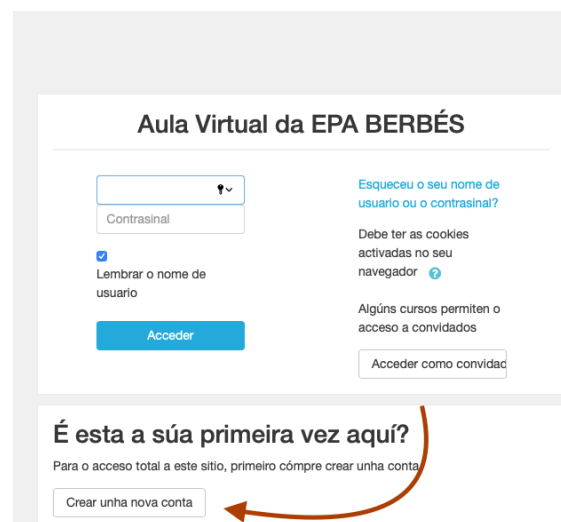 Aula Virtual da EPA BERBÉS
Contrasinal
Lembrar o nome de
usuario
Acceder
Esqueceu o seu nome de
usuario ou o contrasinal?
Debe ter as cookies
activadas no seu
navegador ?
Algúns cursos permiten o
acceso a convidados
Acceder como convidac
É esta a súa primeira vez aquí?
Para o acceso total a este sitio, primeiro cómpre crear unha conta
Crear unha nova conta